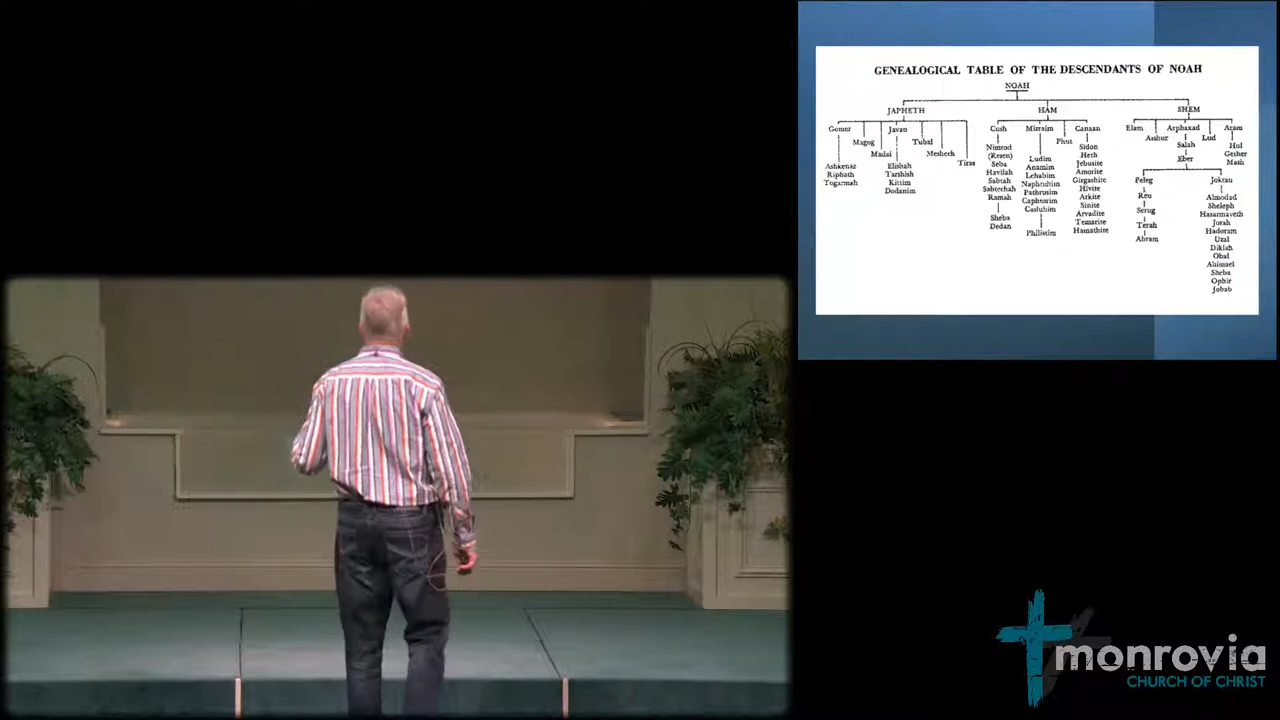 GENEALOGICAL TABLE OF THE DESCENDANTS OF NOAH
NOAH
JAPHETH
HAM
SHEM
Gomer
Magog
Madai
Javan
Tubal
Meshech
Tiras
Ashkenaz
Riphath
Togarmah
Elishah
Tarshish
Kittim
Dodanim
Cush
Mizraim
Phut
Canaan
Nimrod
(Resen)
Seba
Havilah
Sabtah
Sabtechah
Ramah
Sheba
Dedan
Ludim
Anamim
Lehabim
Naphtuhim
Pathrusim
Caphtorim
Casluhim
Philistim
Sidon
Heth
Jebusite
Amorite
Girgashite
Hivite
Arkite
Sinite
Arvadite
Temarite
Hamathite
Elam
Asshur
Arphaxad
Lud
Aram
Salah
Eber
Hul
Gether
Mash
Peleg
Reu
Serug
Terah
Abram
Joktan
Almodad
Sheleph
Hazarmaveth
Jorah
Hadoram
Uzal
Diklah
Obal
Abimael
Sheba
Ophir
Jobab
monrovia
CHURCH OF CHRIST